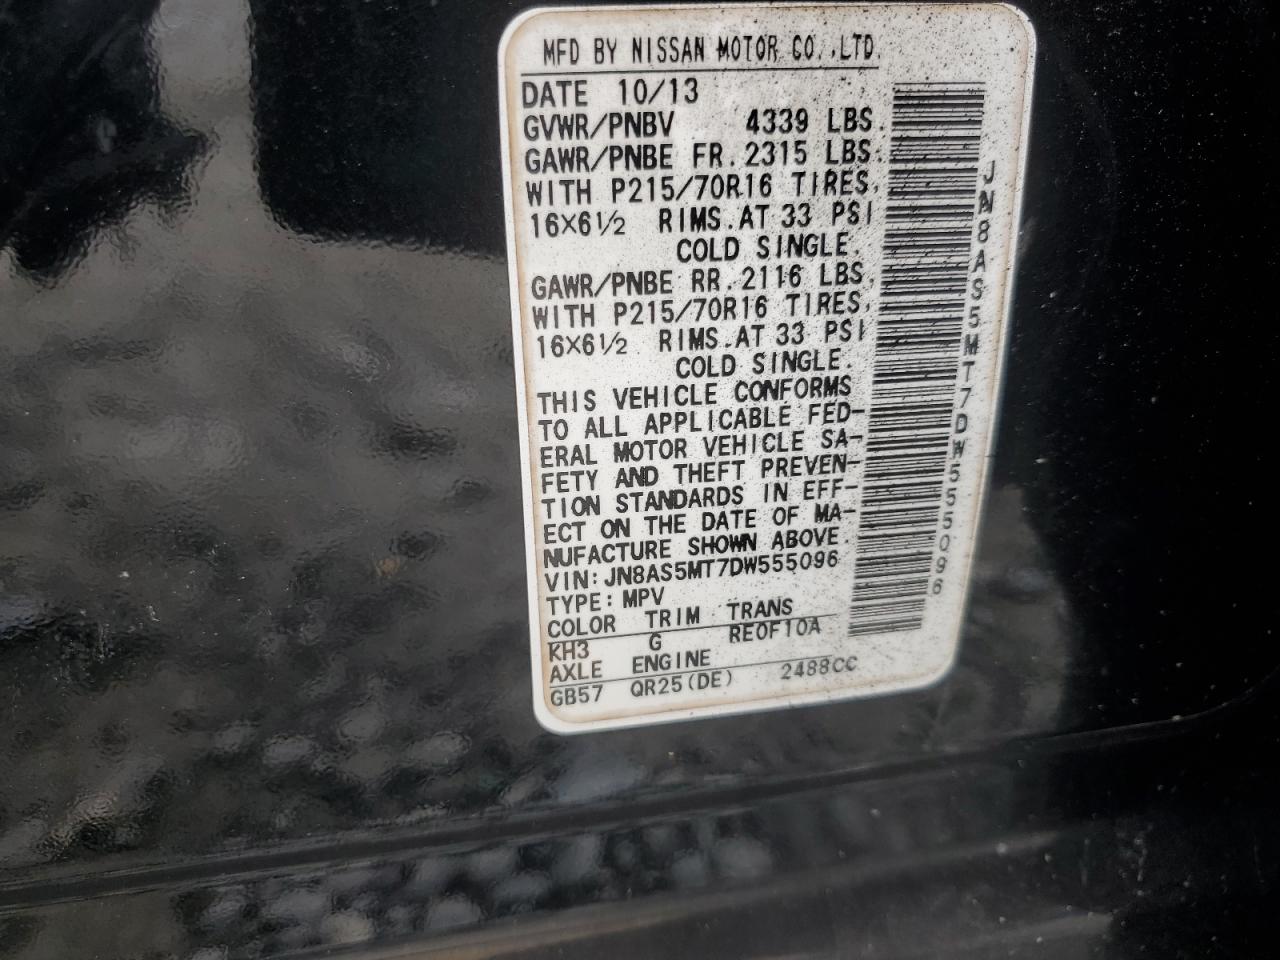 MFD BY NISSAN MOTOR CO.,LTD.
DATE 10/13
GVWR/PNBV 4339 LBS.
GAWR/PNBE FR. 2315 LBS.
WITH P215/70R16 TIRES,
16X6½ RIMS.AT 33 PSI
COLD SINGLE.
GAWR/PNBE RR. 2116 LBS.
WITH P215/70R16 TIRES,
16X6½ RIMS.AT 33 PSI
COLD SINGLE.
THIS VEHICLE CONFORMS
TO ALL APPLICABLE FED-
ERAL MOTOR VEHICLE SA-
FETY AND THEFT PREVEN-
TION STANDARDS IN EFF-
ECT ON THE DATE OF MA-
NUFACTURE SHOWN ABOVE.
VIN: JN8AS5MT7DW555096
TYPE: MPV
COLOR TRIM TRANS
KH3 G RE0F10A
AXLE ENGINE
GB57 QR25(DE) 2488CC
JN8AS5MT7DW555096